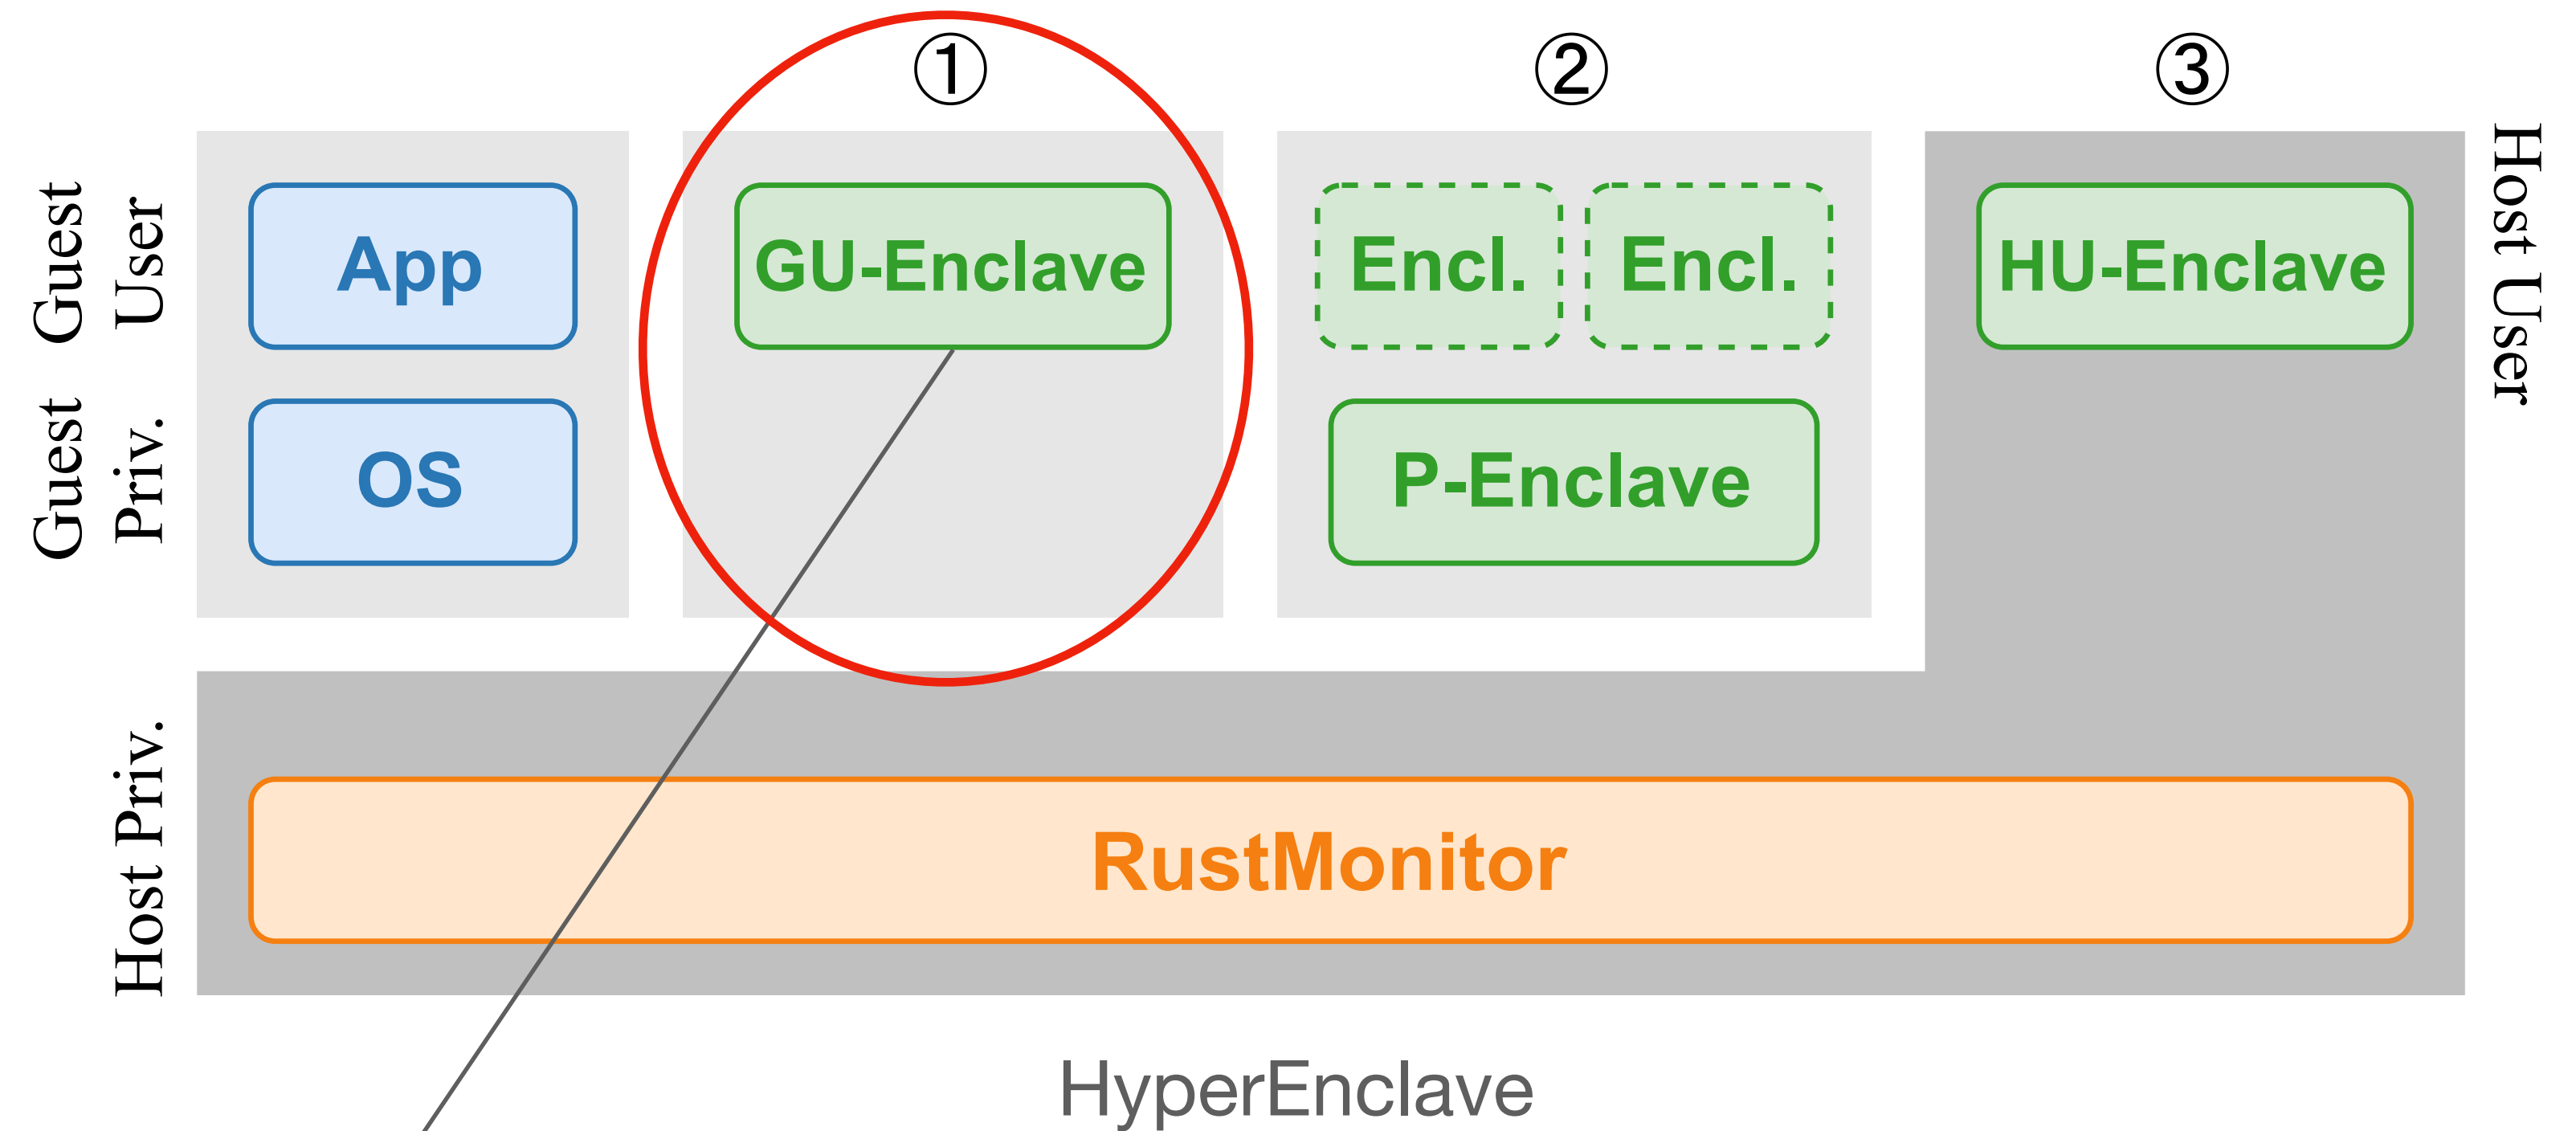 ① ② ③
Guest User
App
GU-Enclave
Encl. Encl.
HU-Enclave
Host User
Guest Priv.
OS
P-Enclave
Host Priv.
RustMonitor
HyperEnclave